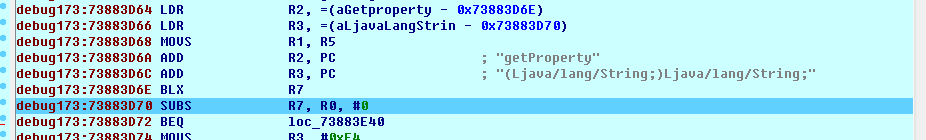 debug173:73883D64 LDR R2, =(aGetproperty - 0x73883D6E)
debug173:73883D66 LDR R3, =(aLjavaLangStrin - 0x73883D70)
debug173:73883D68 MOVS R1, R5
debug173:73883D6A ADD R2, PC ; "getProperty"
debug173:73883D6C ADD R3, PC ; "(Ljava/lang/String;)Ljava/lang/String;"
debug173:73883D6E BLX R7
debug173:73883D70 SUBS R7, R0, #0
debug173:73883D72 BEQ loc_73883E40
debug173:73883D74 MOVS R3, #0xE4